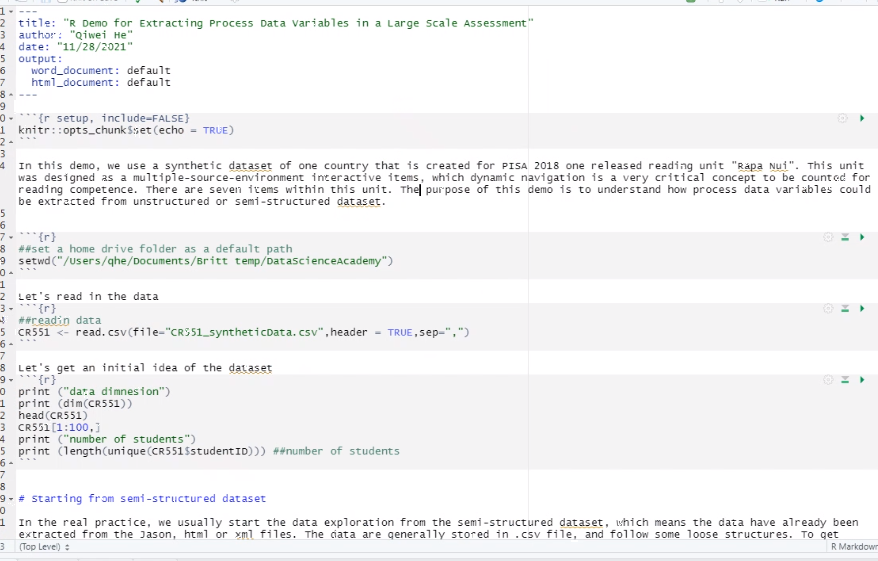 ---
title: "R Demo for Extracting Process Data Variables in a Large Scale Assessment"
author: "Qiwei He"
date: "11/28/2021"
output:
word_document: default
html_document: default
---
```{r setup, include=FALSE}
knitr::opts_chunk$set(echo = TRUE)
```
In this demo, we use a synthetic dataset of one country that is created for PISA 2018 one released reading unit "Rapa Nui". This unit
was designed as a multiple-source-environment interactive items, which dynamic navigation is a very critical concept to be counted for
reading competence. There are seven items within this unit. The purpose of this demo is to understand how process data variables could
be extracted from unstructured or semi-structured dataset.
```{r}
##set a home drive folder as a default path
setwd("/Users/qhe/Documents/Britt temp/DataScienceAcademy")
```
Let's read in the data
```{r}
##readin data
CR551 <- read.csv(file="CR551_syntheticData.csv",header = TRUE,sep=",")
```
Let's get an initial idea of the dataset
```{r}
print ("data dimnesion")
print (dim(CR551))
head(CR551)
CR551[1:100,]
print ("number of students")
print (length(unique(CR551$studentID))) ##number of students
```
# Starting from semi-structured dataset
In the real practice, we usually start the data exploration from the semi-structured dataset, which means the data have already been
extracted from the Jason, html or xml files. The data are generally stored in .csv file, and follow some loose structures. To get
(Top Level)
R Markdown